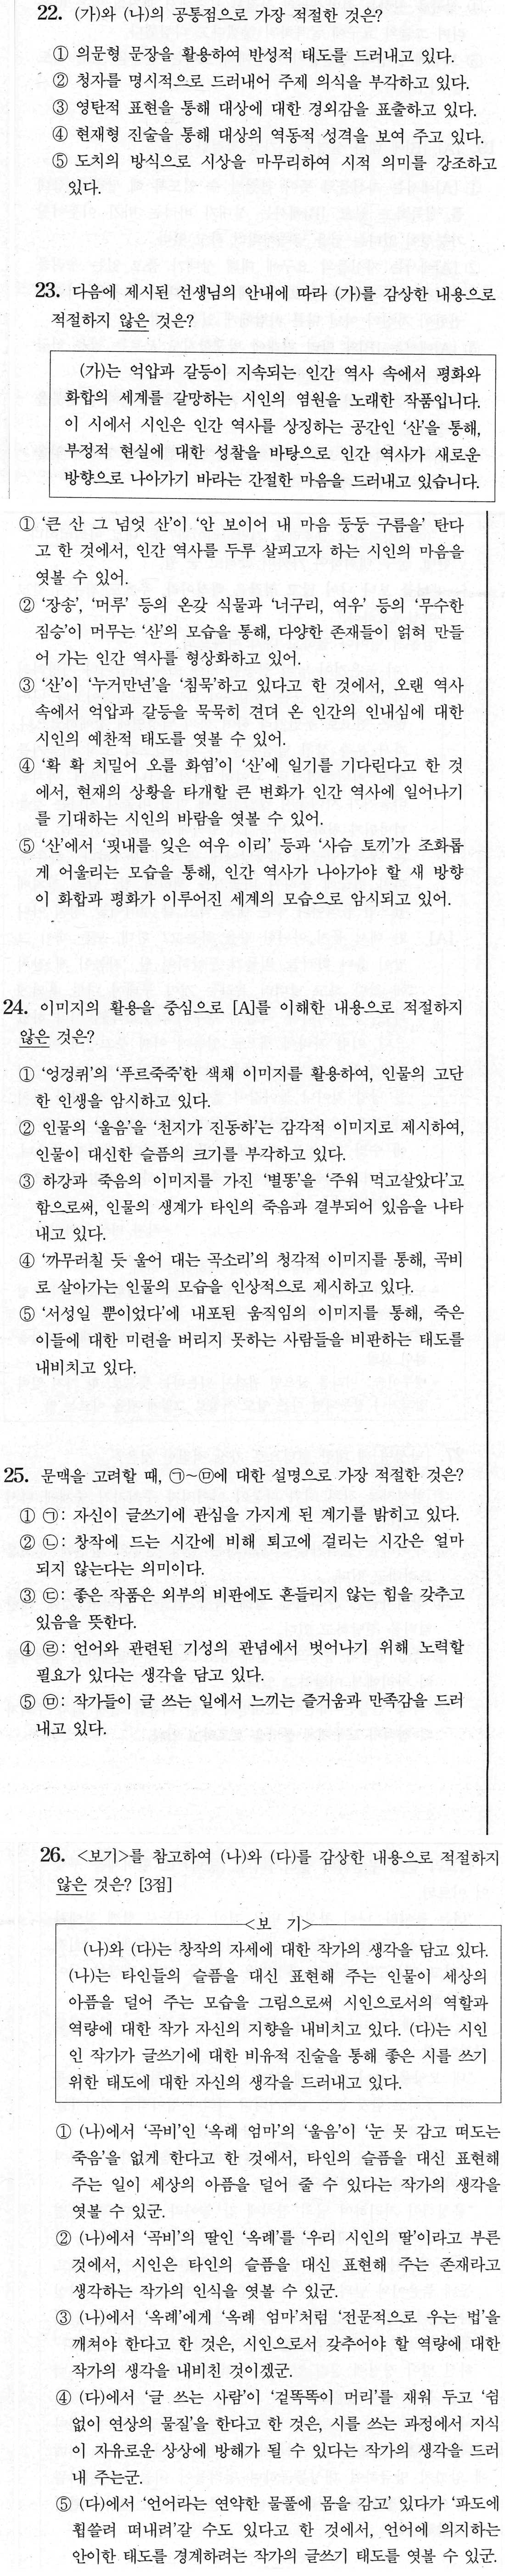 22. (가)와 (나)의 공통점으로 가장 적절한 것은?
① 의문형 문장을 활용하여 반성적 태도를 드러내고 있다.
② 청자를 명시적으로 드러내어 주제 의식을 부각하고 있다.
③ 영탄적 표현을 통해 대상에 대한 경외감을 표출하고 있다.
④ 현재형 진술을 통해 대상의 역동적 성격을 보여 주고 있다.
⑤ 도치의 방식으로 시상을 마무리하여 시적 의미를 강조하고
있다.
23. 다음에 제시된 선생님의 안내에 따라 (가)를 감상한 내용으로
적절하지 않은 것은?
(가)는 억압과 갈등이 지속되는 인간 역사 속에서 평화와
화합의 세계를 갈망하는 시인의 염원을 노래한 작품입니다.
이 시에서 시인은 인간 역사를 상징하는 공간인 '산'을 통해,
부정적 현실에 대한 성찰을 바탕으로 인간 역사가 새로운
방향으로 나아가기 바라는 간절한 마음을 드러내고 있습니다.
① '큰 산 그 넘엇 산'이 '안 보이어 내 마음 둥둥 구름을' 탄다
고 한 것에서, 인간 역사를 두루 살피고자 하는 시인의 마음을
엿볼 수 있어.
② '장송', '머루' 등의 온갖 식물과 '너구리, 여우' 등의 '무수한
짐승'이 머무는 '산'의 모습을 통해, 다양한 존재들이 얽혀 만들
어 가는 인간 역사를 형상화하고 있어.
③ '산'이 '누거만년'을 '침묵'하고 있다고 한 것에서, 오랜 역사
속에서 억압과 갈등을 묵묵히 견뎌 온 인간의 인내심에 대한
시인의 예찬적 태도를 엿볼 수 있어.
④ '확 확 치밀어 오를 화염'이 '산'에 일기를 기다린다고 한 것
에서, 현재의 상황을 타개할 큰 변화가 인간 역사에 일어나기
를 기대하는 시인의 바람을 엿볼 수 있어.
⑤ '산'에서 '핏내를 잊은 여우 이리' 등과 '사슴 토끼'가 조화롭
게 어울리는 모습을 통해, 인간 역사가 나아가야 할 새 방향
이 화합과 평화가 이루어진 세계의 모습으로 암시되고 있어.
24. 이미지의 활용을 중심으로 [A]를 이해한 내용으로 적절하지
않은 것은?
① '엉겅퀴'의 '푸르죽죽'한 색채 이미지를 활용하여, 인물의 고단
한 인생을 암시하고 있다.
② 인물의 '울음'을 '천지가 진동하'는 감각적 이미지로 제시하여,
인물이 대신한 슬픔의 크기를 부각하고 있다.
③ 하강과 죽음의 이미지를 가진 '별똥'을 '주워 먹고살았다'고
함으로써, 인물의 생계가 타인의 죽음과 결부되어 있음을 나타
내고 있다.
④ '까무러칠 듯 울어 대는 곡소리'의 청각적 이미지를 통해, 곡비
로 살아가는 인물의 모습을 인상적으로 제시하고 있다.
⑤ '서성일 뿐이었다'에 내포된 움직임의 이미지를 통해, 죽은
이들에 대한 미련을 버리지 못하는 사람들을 비판하는 태도를
내비치고 있다.
25. 문맥을 고려할 때, ㉠~㉤에 대한 설명으로 가장 적절한 것은?
① ㉠: 자신이 글쓰기에 관심을 가지게 된 계기를 밝히고 있다.
② ㉡: 창작에 드는 시간에 비해 퇴고에 걸리는 시간은 얼마
되지 않는다는 의미이다.
③ ㉢: 좋은 작품은 외부의 비판에도 흔들리지 않는 힘을 갖추고
있음을 뜻한다.
④ ㉣: 언어와 관련된 기성의 관념에서 벗어나기 위해 노력할
필요가 있다는 생각을 담고 있다.
⑤ ㉤: 작가들이 글 쓰는 일에서 느끼는 즐거움과 만족감을 드러
내고 있다.
26. <보기>를 참고하여 (나)와 (다)를 감상한 내용으로 적절하지
않은 것은? [3점]
<보 기>
(나)와 (다)는 창작의 자세에 대한 작가의 생각을 담고 있다.
(나)는 타인들의 슬픔을 대신 표현해 주는 인물이 세상의
아픔을 덜어 주는 모습을 그림으로써 시인으로서의 역할과
역량에 대한 작가 자신의 지향을 내비치고 있다. (다)는 시인
인 작가가 글쓰기에 대한 비유적 진술을 통해 좋은 시를 쓰기
위한 태도에 대한 자신의 생각을 드러내고 있다.
① (나)에서 '곡비'인 '옥례 엄마'의 '울음'이 '눈 못 감고 떠도는
죽음'을 없게 한다고 한 것에서, 타인의 슬픔을 대신 표현해
주는 일이 세상의 아픔을 덜어 줄 수 있다는 작가의 생각을
엿볼 수 있군.
② (나)에서 '곡비'의 딸인 '옥례'를 '우리 시인의 딸'이라고 부른
것에서, 시인은 타인의 슬픔을 대신 표현해 주는 존재라고
생각하는 작가의 인식을 엿볼 수 있군.
③ (나)에서 '옥례'에게 '옥례 엄마'처럼 '전문적으로 우는 법'을
깨쳐야 한다고 한 것은, 시인으로서 갖추어야 할 역량에 대한
작가의 생각을 내비친 것이겠군.
④ (다)에서 '글 쓰는 사람'이 '겉똑똑이 머리'를 재워 두고 '쉼
없이 연상의 물질'을 한다고 한 것은, 시를 쓰는 과정에서 지식
이 자유로운 상상에 방해가 될 수 있다는 작가의 생각을 드러
내 주는군.
⑤ (다)에서 '언어라는 연약한 물풀에 몸을 감고' 있다가 '파도에
휩쓸려 떠내려'갈 수도 있다고 한 것에서, 언어에 의지하는
안이한 태도를 경계하려는 작가의 글쓰기 태도를 엿볼 수 있군.